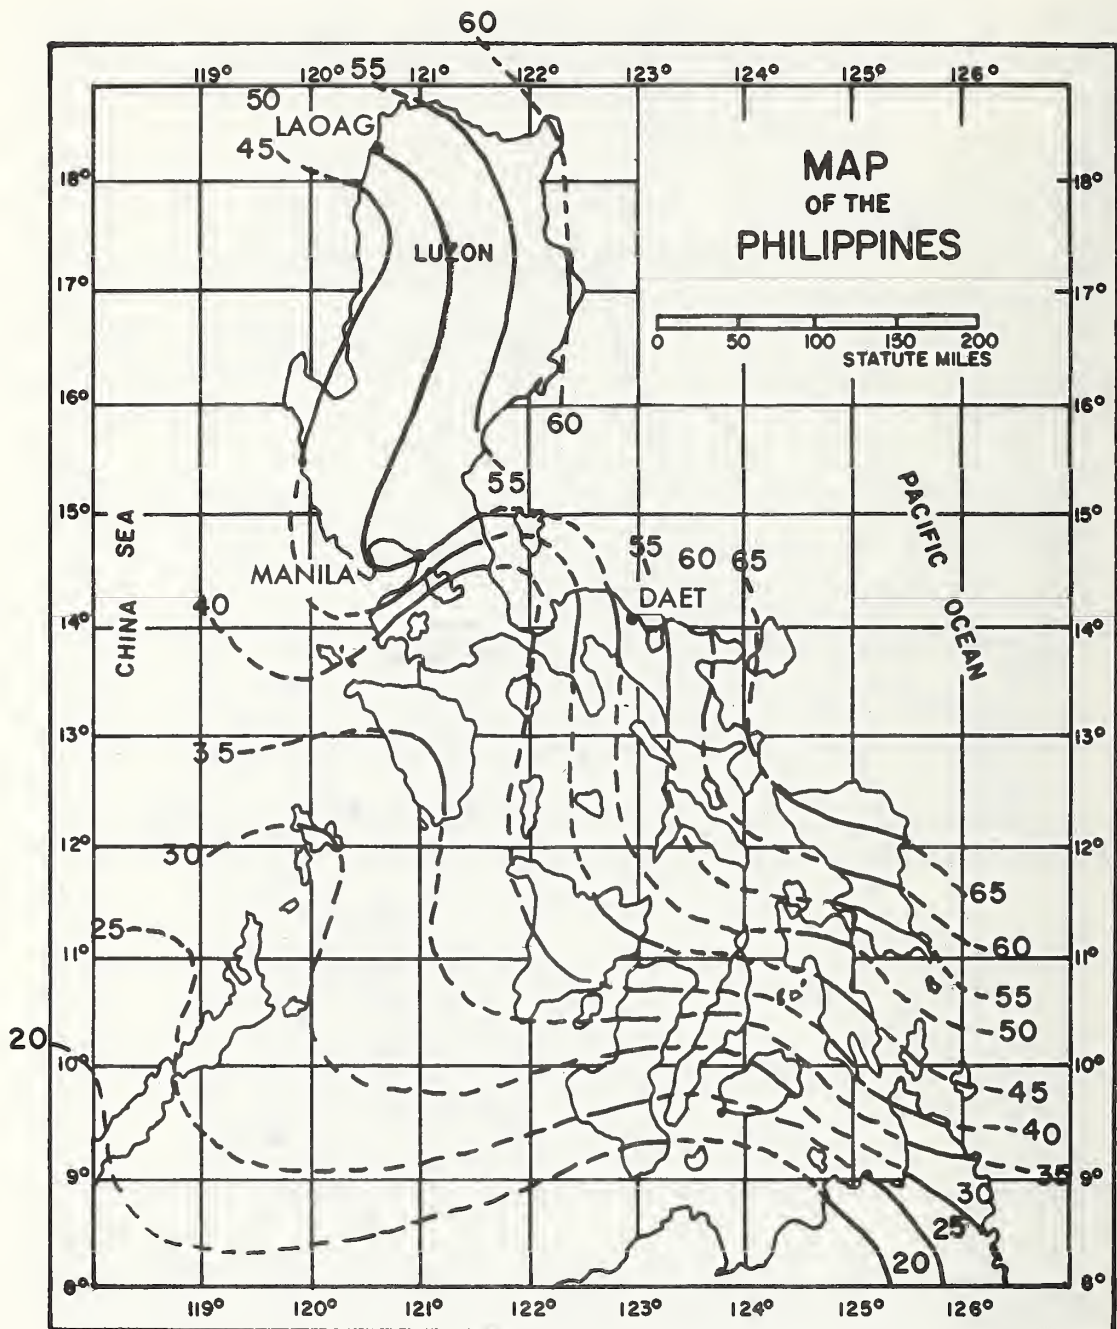 60
119° 120° 55 121° 122° 123° 124° 125° 126°
50
LAOAG
45
MAP
OF THE
PHILIPPINES
18° 18°
LUZON
17° 17°
0 50 100 150 200
STATUTE MILES
16° 16°
60
55
PACIFIC OCEAN
15° 15°
CHINA SEA
55 60 65
MANILA
DAET
40
14° 14°
13° 13°
35
12° 12°
30
65
25
60
11° 11°
55
50
20
10° 10°
45
40
35
9° 9°
30
25
20
8° 8°
119° 120° 121° 122° 123° 124° 125° 126°